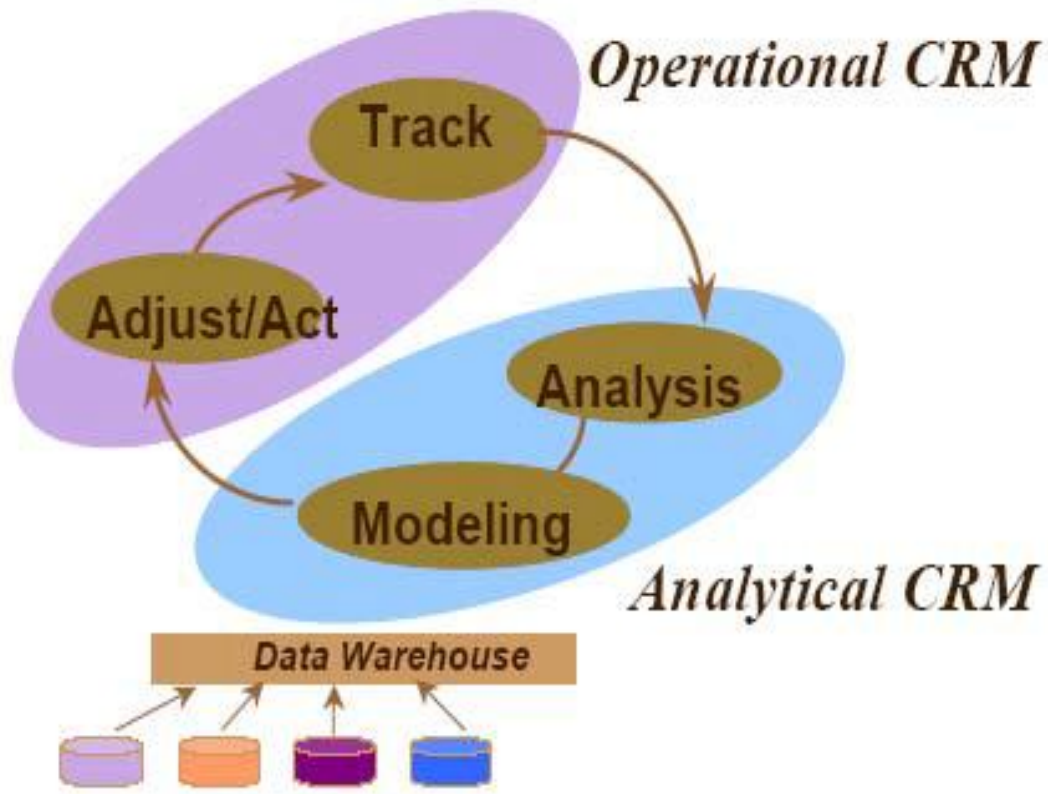 Operational CRM
Track
Adjust/Act
Analysis
Modeling
Analytical CRM
Data Warehouse